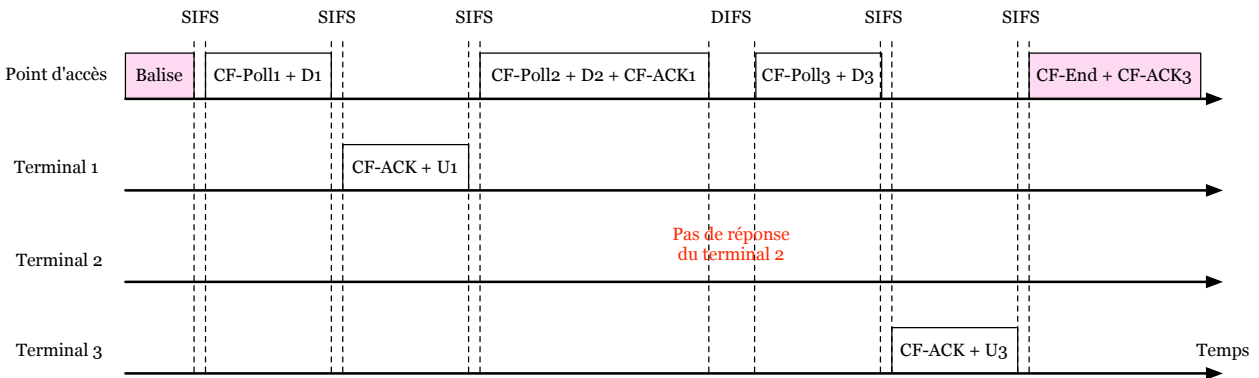 SIFS SIFS SIFS DIFS SIFS SIFS
Point d'accès Balise CF-Poll1 + D1 CF-Poll2 + D2 + CF-ACK1 CF-Poll3 + D3 CF-End + CF-ACK3
Terminal 1 CF-ACK + U1
Pas de réponse
du terminal 2
Terminal 2
Terminal 3 CF-ACK + U3 Temps